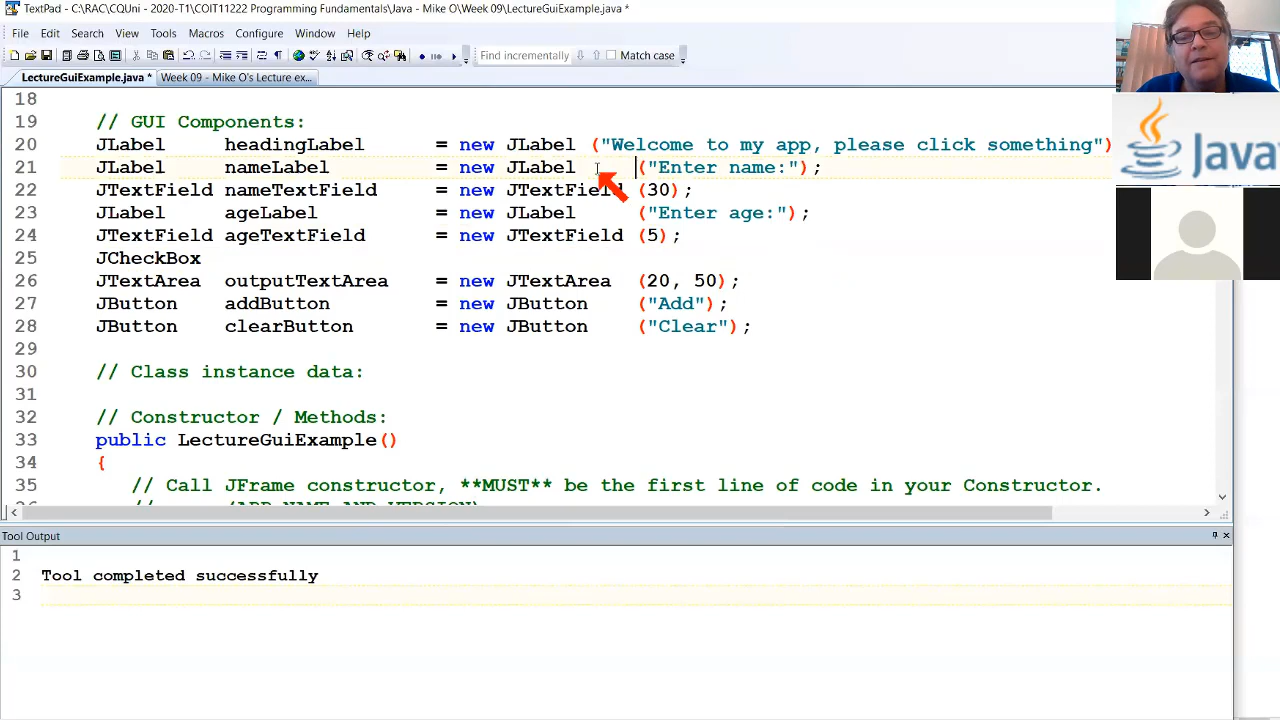 TextPad - C:\RAC\CQUni - 2020-T1\COIT11222 Programming Fundamentals\Java - Mike O\Week 09\LectureGuiExample.java *
File Edit Search View Tools Macros Configure Window Help
Find incrementally Match case
LectureGuiExample.java * Week 09 - Mike O's Lecture ex...
18
19 // GUI Components:
20 JLabel headingLabel = new JLabel ("Welcome to my app, please click something")
21 JLabel nameLabel = new JLabel ("Enter name:");
22 JTextField nameTextField = new JTextField (30);
23 JLabel ageLabel = new JLabel ("Enter age:");
24 JTextField ageTextField = new JTextField (5);
25 JCheckBox
26 JTextArea outputTextArea = new JTextArea (20, 50);
27 JButton addButton = new JButton ("Add");
28 JButton clearButton = new JButton ("Clear");
29
30 // Class instance data:
31
32 // Constructor / Methods:
33 public LectureGuiExample()
34 {
35 // Call JFrame constructor, **MUST** be the first line of code in your Constructor.
Tool Output
1
2 Tool completed successfully
3
Java